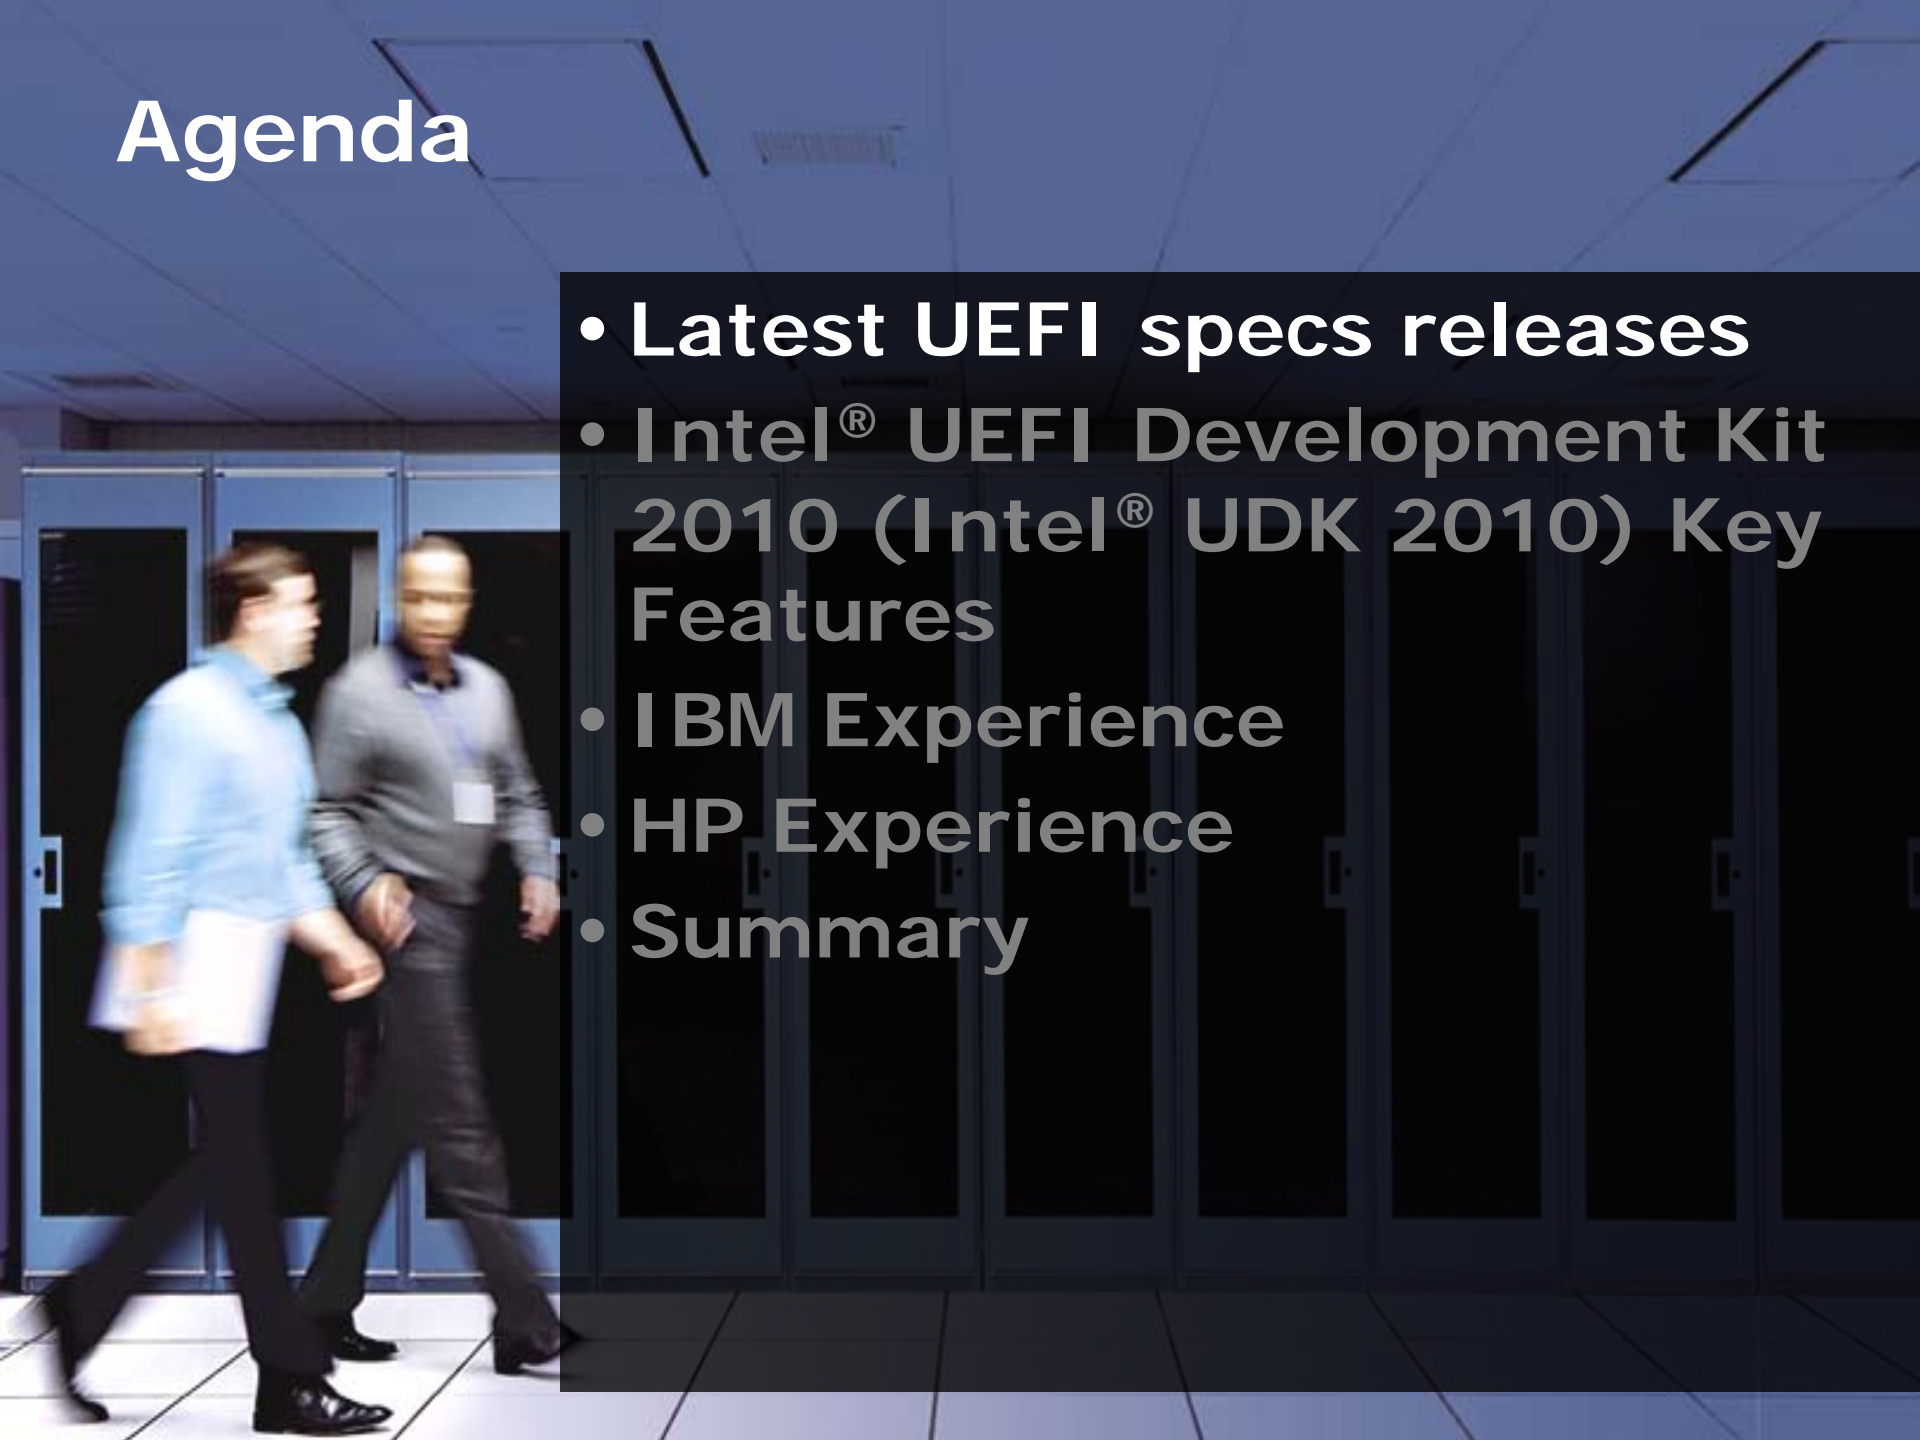 Agenda
• Latest UEFI specs releases
• Intel® UEFI Development Kit
2010 (Intel® UDK 2010) Key
Features
• IBM Experience
• HP Experience
• Summary